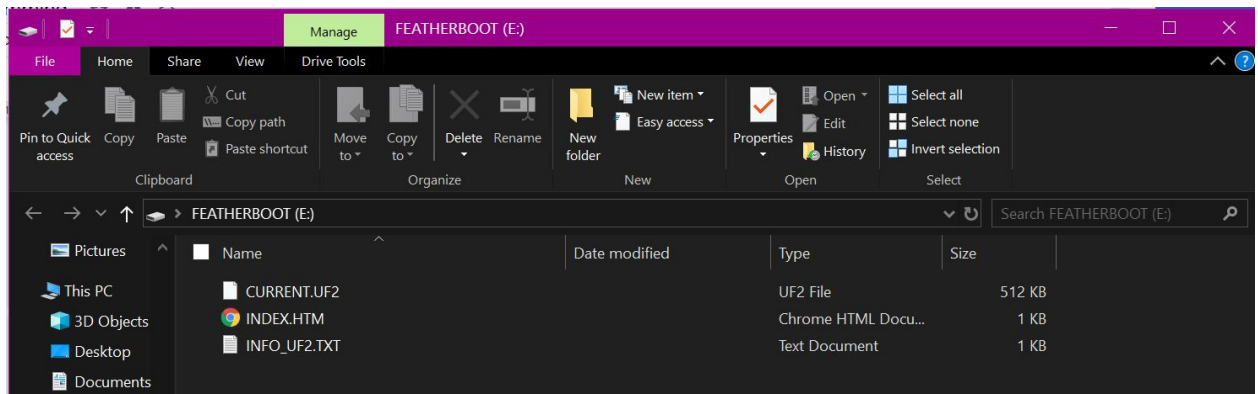 Manage FEATHERBOOT (E:)
File Home Share View Drive Tools
Pin to Quick access Copy Paste
Cut
Copy path
Paste shortcut
Clipboard
Move to Copy to Delete Rename
Organize
New folder
New item
Easy access
New
Properties
Open
Edit
History
Open
Select all
Select none
Invert selection
Select
FEATHERBOOT (E:) Search FEATHERBOOT (E:)
Pictures
This PC
3D Objects
Desktop
Documents
Name Date modified Type Size
CURRENT.UF2 UF2 File 512 KB
INDEX.HTM Chrome HTML Docu... 1 KB
INFO_UF2.TXT Text Document 1 KB